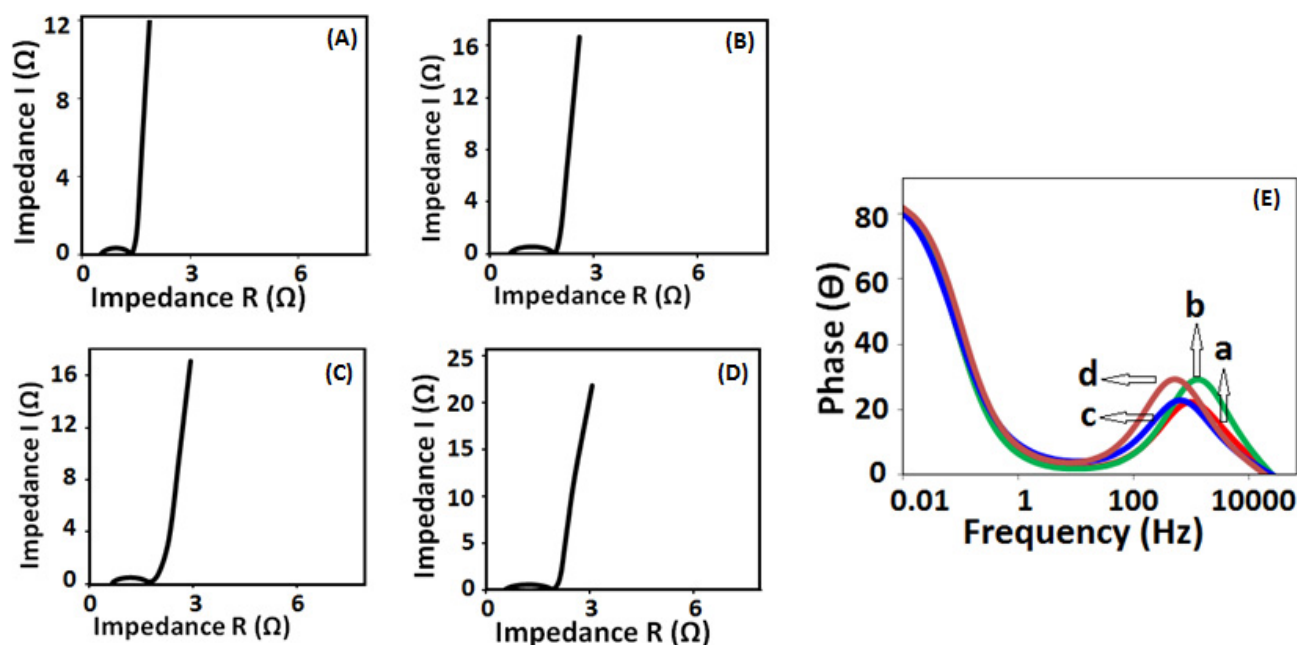 (A)
Impedance I (Ω)
12
8
4
0
0 3 6
Impedance R (Ω)
(B)
Impedance I (Ω)
16
12
8
4
0
0 3 6
Impedance R (Ω)
(C)
Impedance I (Ω)
16
12
8
4
0
0 3 6
Impedance R (Ω)
(D)
Impedance I (Ω)
25
20
15
10
5
0
0 3 6
Impedance R (Ω)
(E)
Phase (Θ)
80
60
40
20
0
b
a
d
c
0.01 1 100 10000
Frequency (Hz)